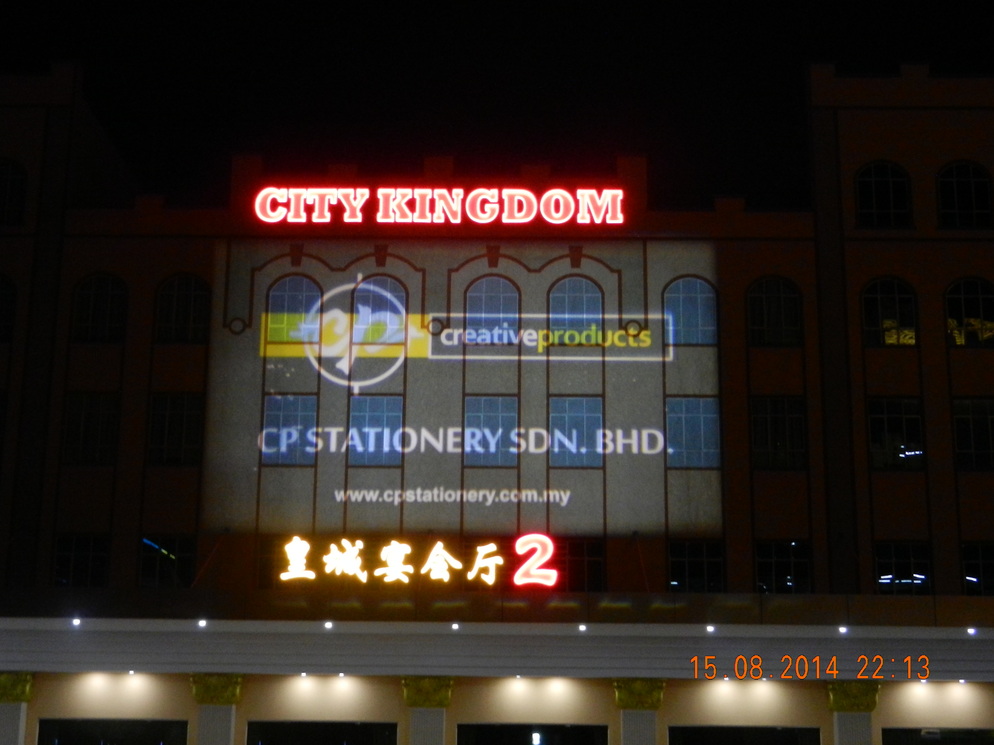 CITY KINGDOM
cp creativeproducts
CP STATIONERY SDN. BHD.
www.cpstationery.com.my
皇城宴会厅 2
15.08.2014 22:13